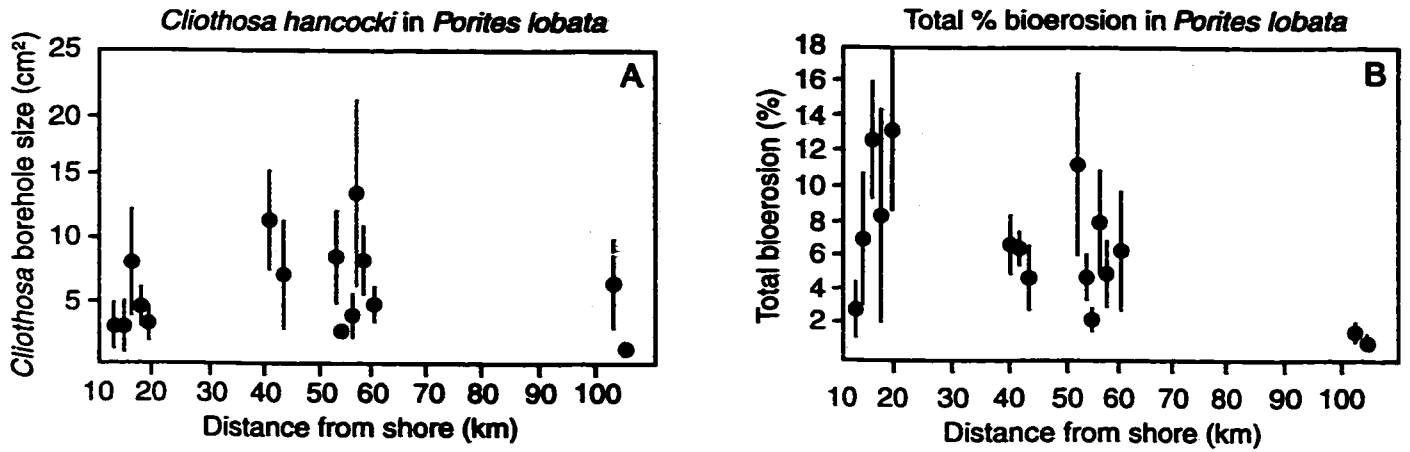 Cliothosa hancocki in Porites lobata
25
20
15
10
5
Cliothosa borehole size (cm²)
A
10 20 30 40 50 60 70 80 90 100
Distance from shore (km)
Total % bioerosion in Porites lobata
18
16
14
12
10
8
6
4
2
Total bioerosion (%)
B
10 20 30 40 50 60 70 80 90 100
Distance from shore (km)